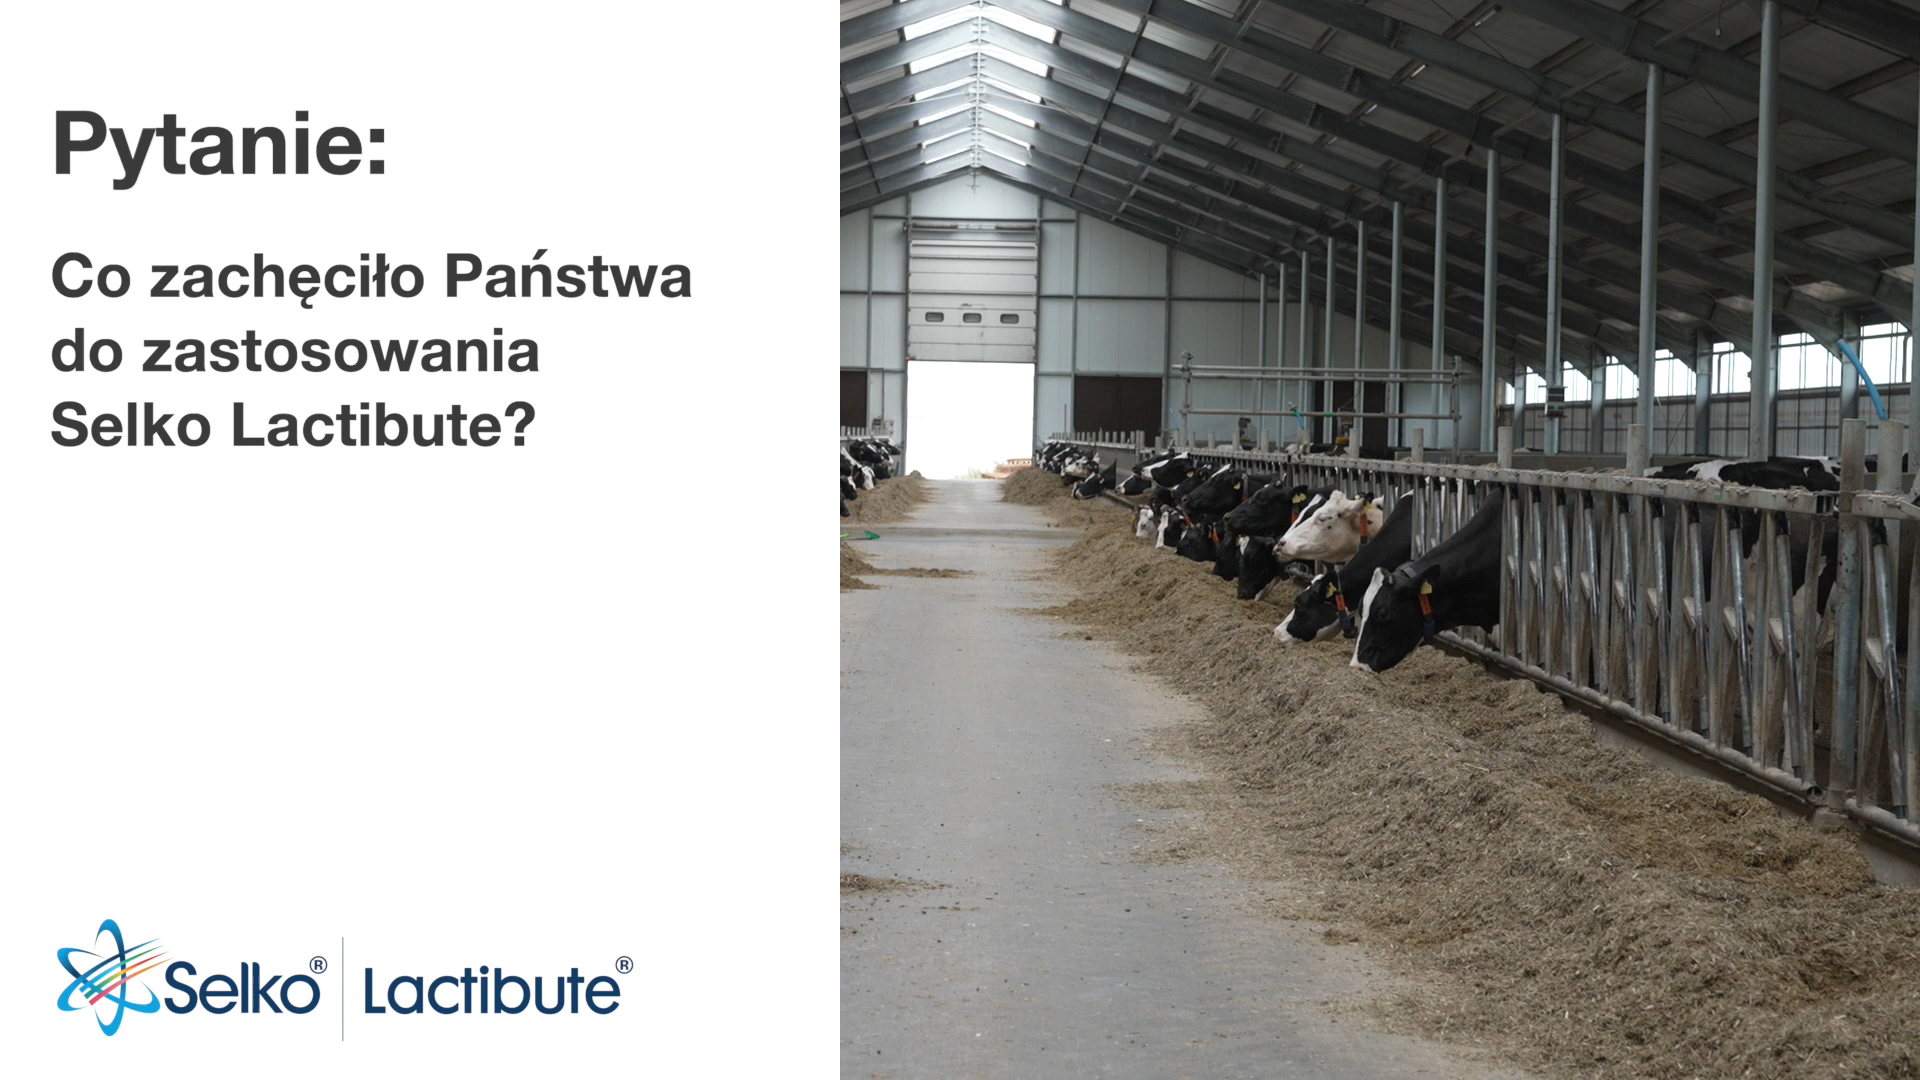 Pytanie:
Co zachęciło Państwa
do zastosowania
Selko Lactibute?
Selko® | Lactibute®